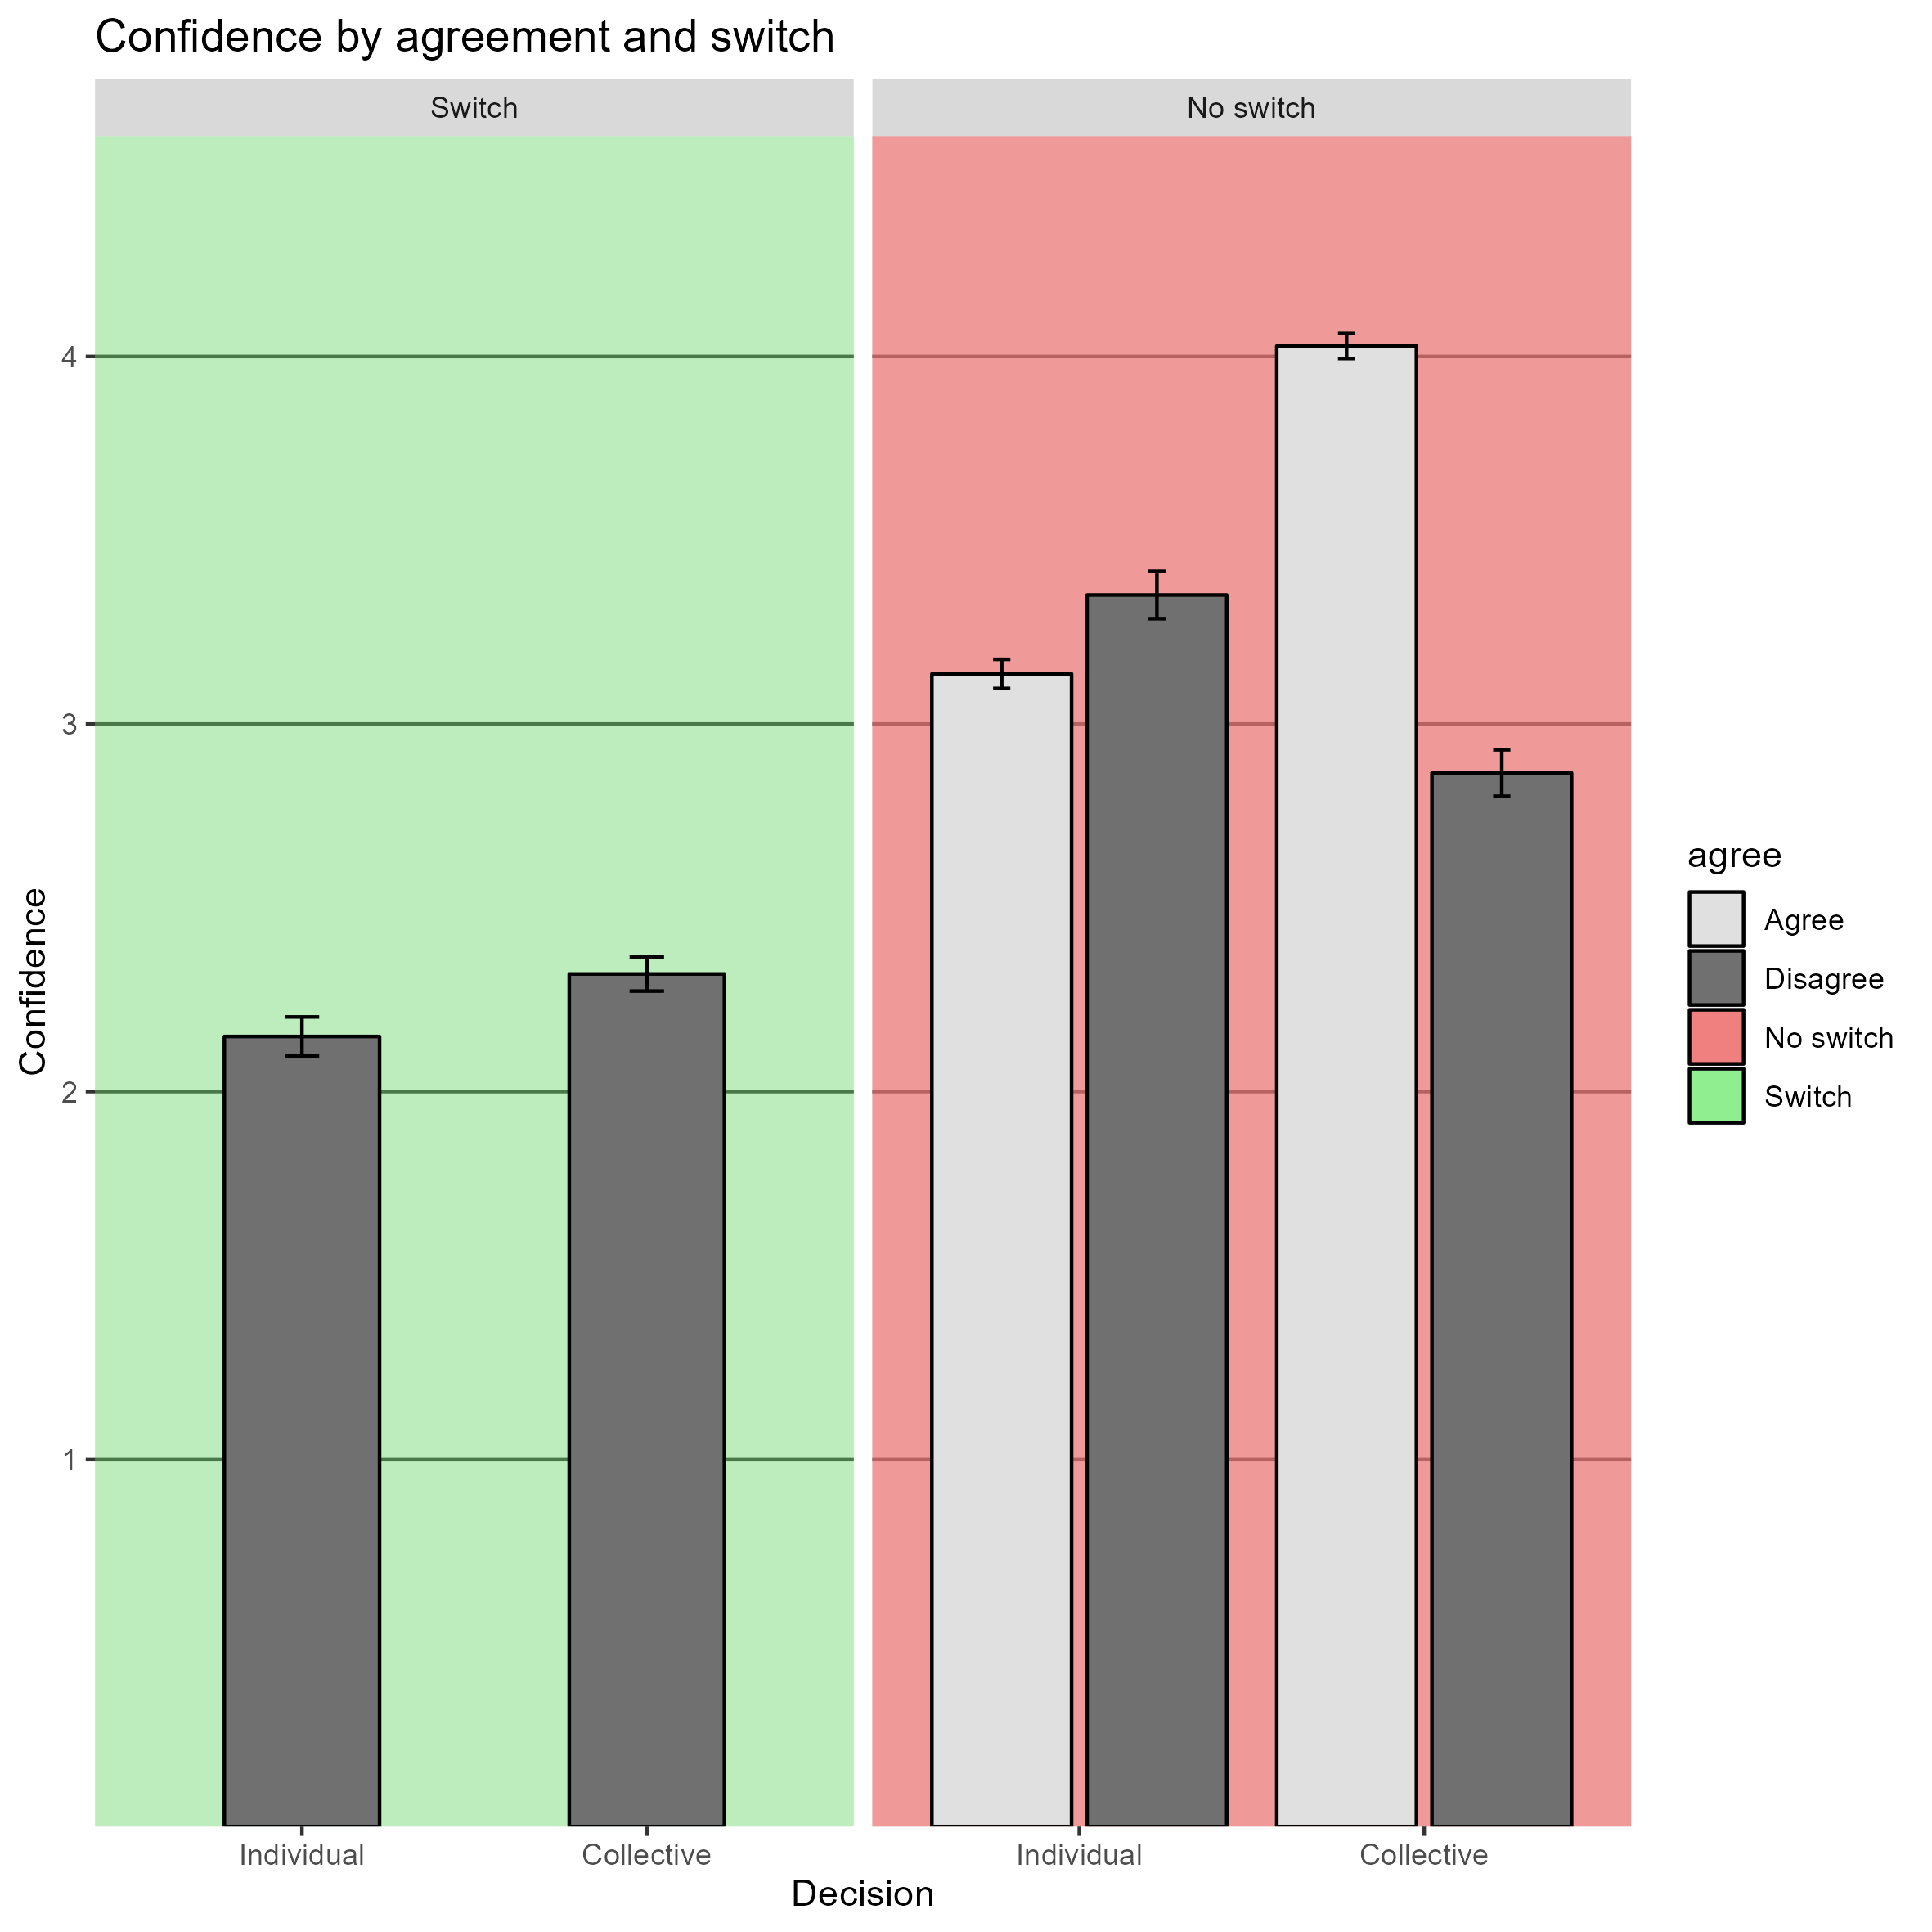 Confidence by agreement and switch
Switch
No switch
4
3
2
1
Confidence
Individual
Collective
Individual
Collective
Decision
agree
Agree
Disagree
No switch
Switch